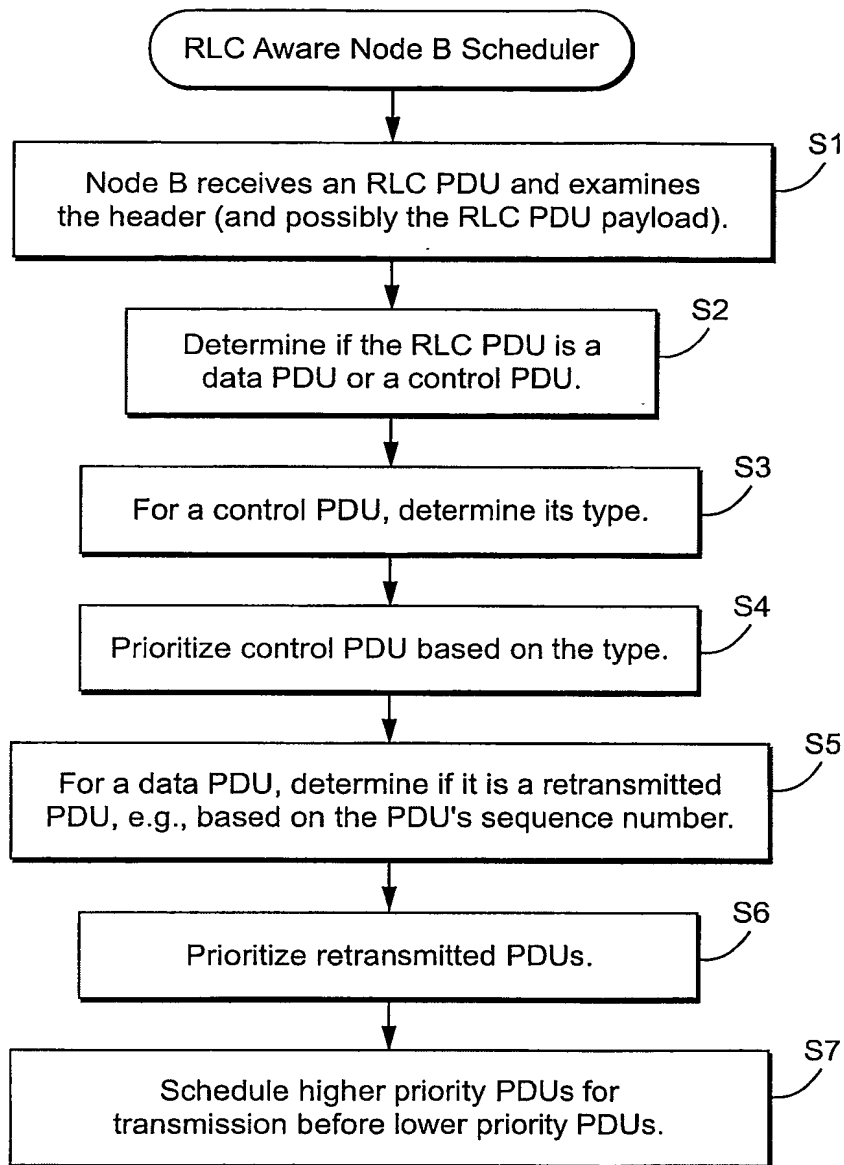 RLC Aware Node B Scheduler
S1
Node B receives an RLC PDU and examines
the header (and possibly the RLC PDU payload).
S2
Determine if the RLC PDU is a
data PDU or a control PDU.
S3
For a control PDU, determine its type.
S4
Prioritize control PDU based on the type.
S5
For a data PDU, determine if it is a retransmitted
PDU, e.g., based on the PDU's sequence number.
S6
Prioritize retransmitted PDUs.
S7
Schedule higher priority PDUs for
transmission before lower priority PDUs.